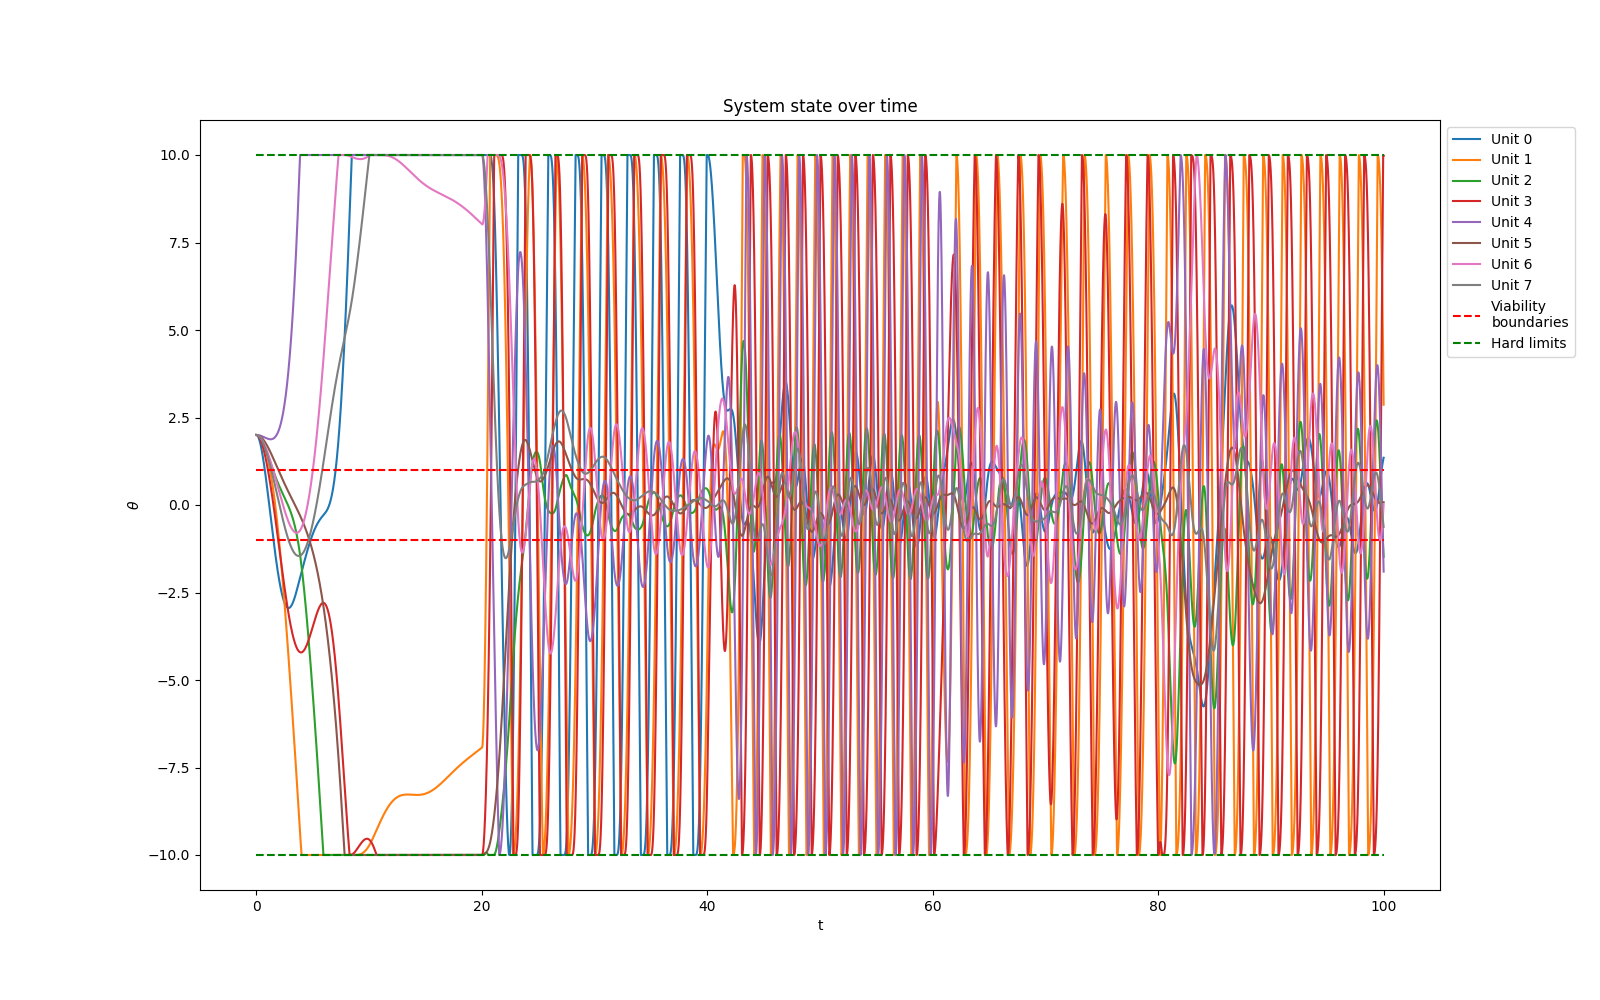 System state over time
10.0
7.5
5.0
2.5
0.0
−2.5
−5.0
−7.5
−10.0
θ
0
20
40
60
80
100
t
Unit 0
Unit 1
Unit 2
Unit 3
Unit 4
Unit 5
Unit 6
Unit 7
Viability
boundaries
Hard limits